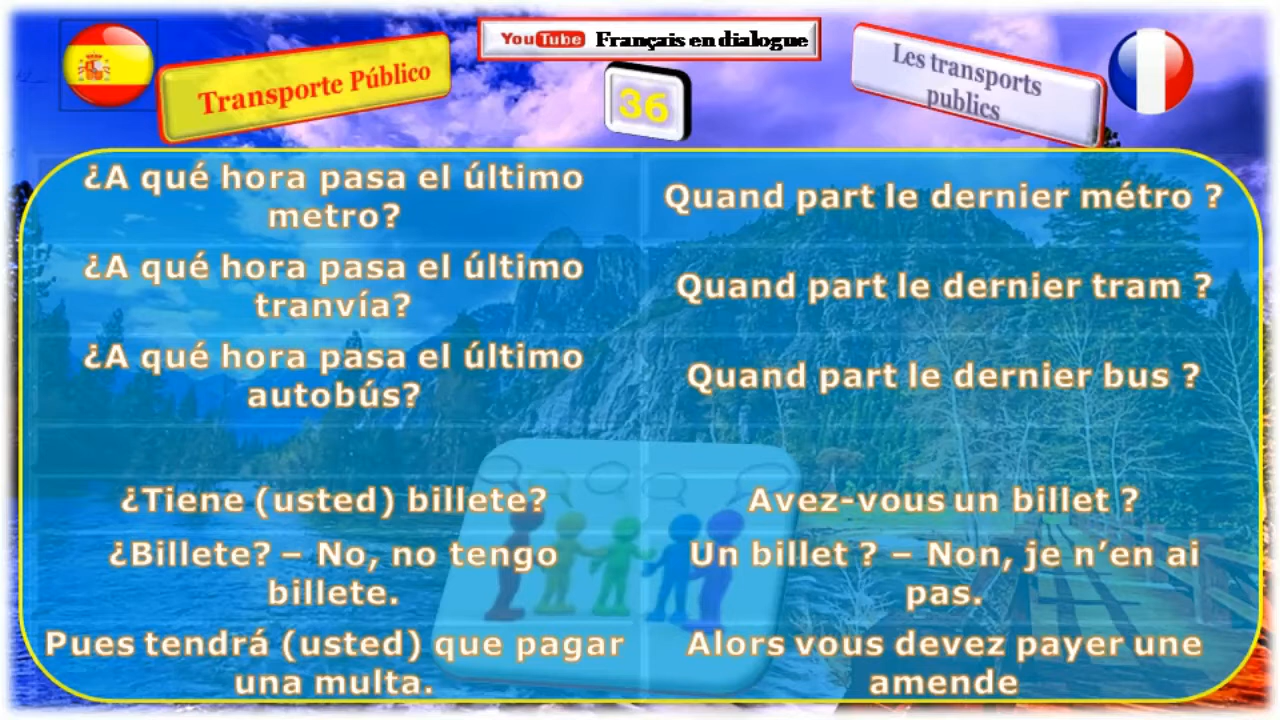 YouTube Français en dialogue
Transporte Público
36
Les transports
publics
¿A qué hora pasa el último
metro?
Quand part le dernier métro ?
¿A qué hora pasa el último
tranvía?
Quand part le dernier tram ?
¿A qué hora pasa el último
autobús?
Quand part le dernier bus ?
¿Tiene (usted) billete?
Avez-vous un billet ?
¿Billete? – No, no tengo
billete.
Un billet ? – Non, je n’en ai
pas.
Pues tendrá (usted) que pagar
una multa.
Alors vous devez payer une
amende